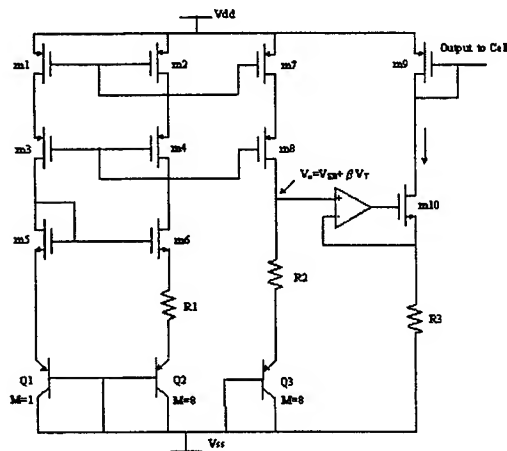 Vdd
m1
m2
m7
m9
Output to Cell
m3
m4
m8
Vo=VEB+ β VT
m5
m6
m10
R1
R2
R3
Q1
Q2
Q3
M=1
M=8
M=8
Vss